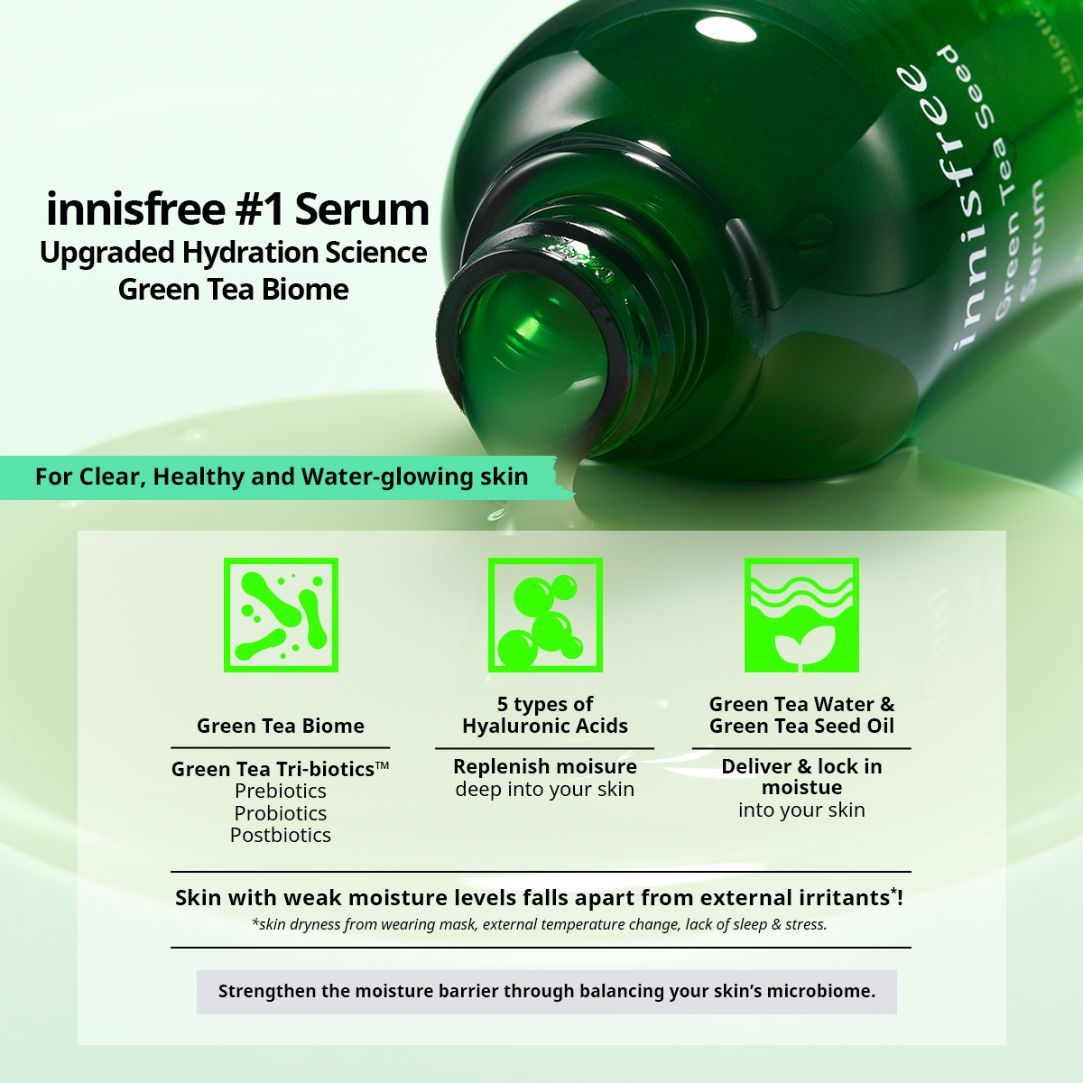 innisfree #1 Serum
Upgraded Hydration Science
Green Tea Biome
innisfree
Green Tea Seed
Serum
For Clear, Healthy and Water-glowing skin
Green Tea Biome
Green Tea Tri-biotics™
Prebiotics
Probiotics
Postbiotics
5 types of
Hyaluronic Acids
Replenish moisure
deep into your skin
Green Tea Water &
Green Tea Seed Oil
Deliver & lock in
moistue
into your skin
Skin with weak moisture levels falls apart from external irritants*!
*skin dryness from wearing mask, external temperature change, lack of sleep & stress.
Strengthen the moisture barrier through balancing your skin’s microbiome.